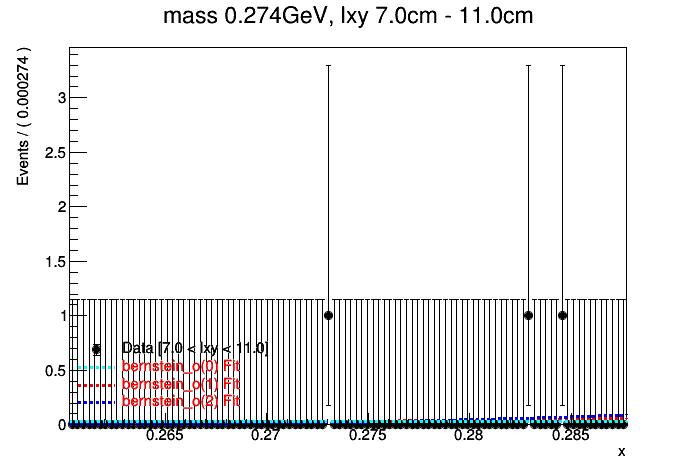 mass 0.274GeV, lxy 7.0cm - 11.0cm
Events / ( 0.000274 )
3
2.5
2
1.5
1
0.5
0
Data [7.0 < lxy < 11.0]
bernstein_o(0) Fit
bernstein_o(1) Fit
bernstein_o(2) Fit
0.265 0.27 0.275 0.28 0.285
x